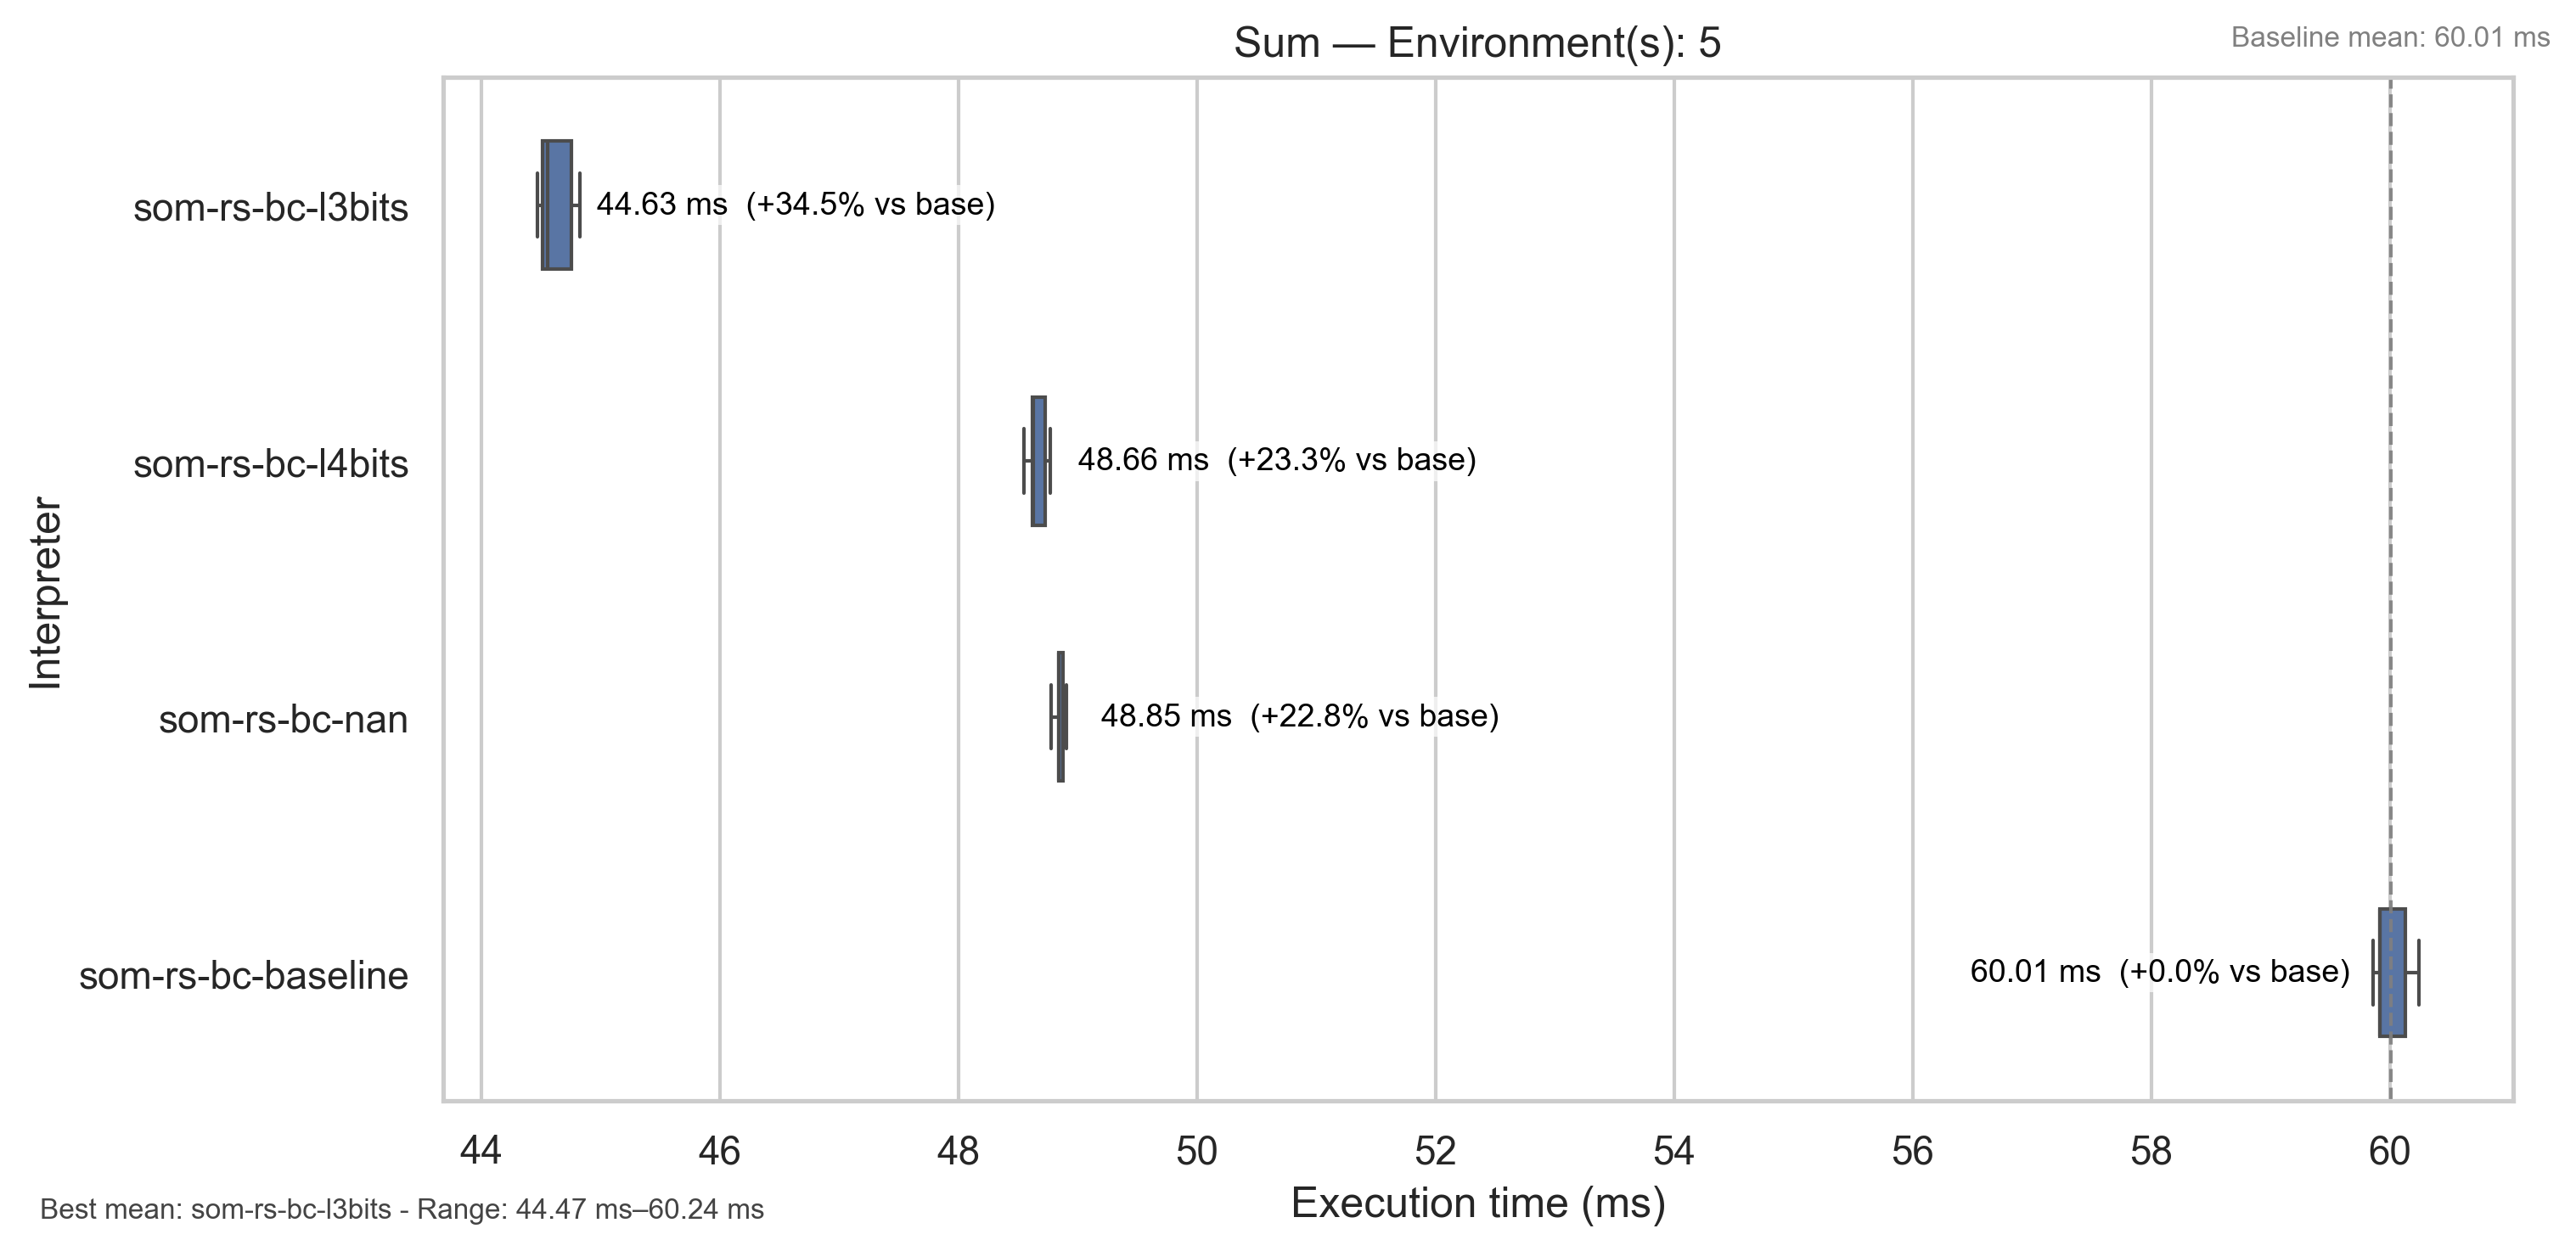 Sum — Environment(s): 5
Baseline mean: 60.01 ms
Interpreter
som-rs-bc-l3bits
44.63 ms (+34.5% vs base)
som-rs-bc-l4bits
48.66 ms (+23.3% vs base)
som-rs-bc-nan
48.85 ms (+22.8% vs base)
som-rs-bc-baseline
60.01 ms (+0.0% vs base)
44 46 48 50 52 54 56 58 60
Execution time (ms)
Best mean: som-rs-bc-l3bits - Range: 44.47 ms–60.24 ms